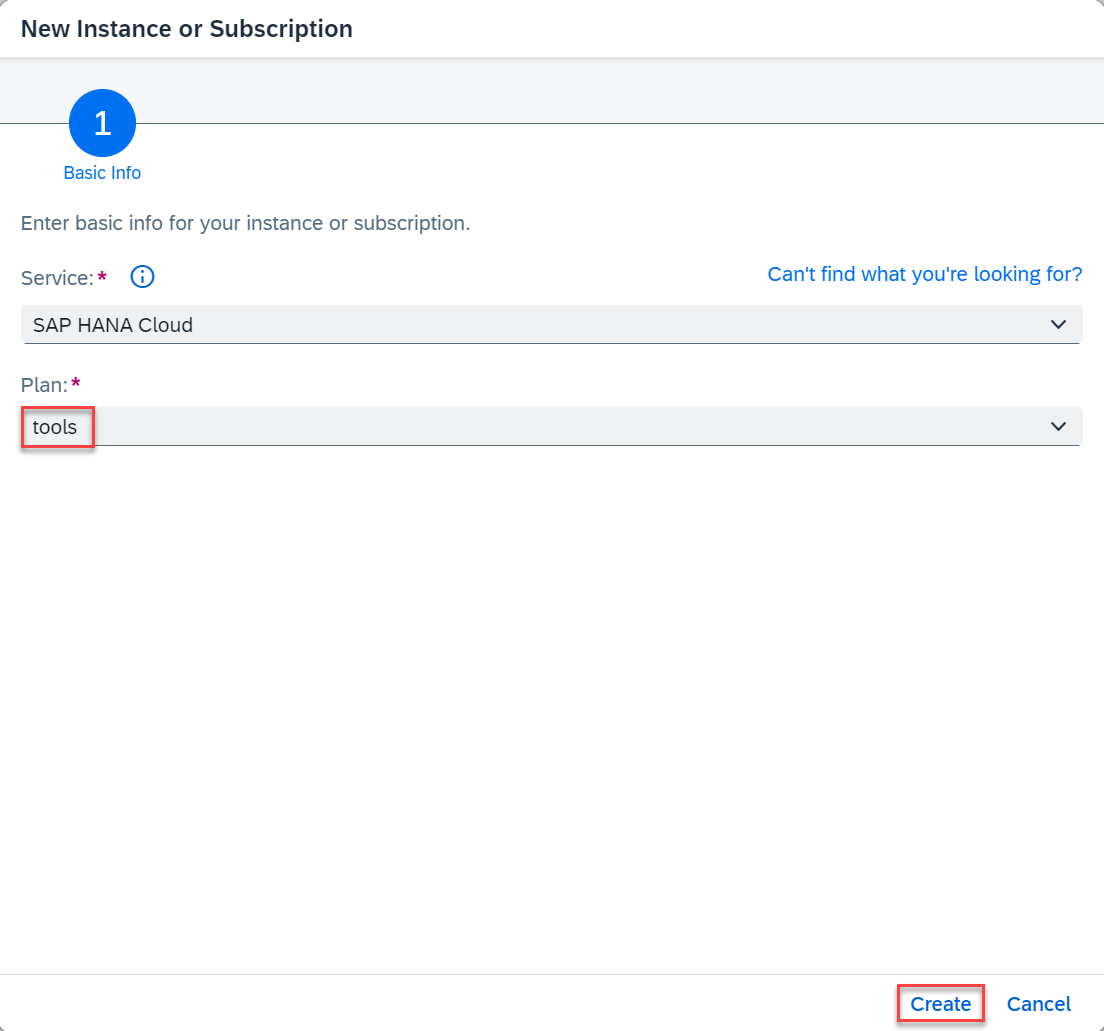 New Instance or Subscription
1
Basic Info
Enter basic info for your instance or subscription.
Service:*
Can't find what you're looking for?
SAP HANA Cloud
Plan:*
tools
Create Cancel